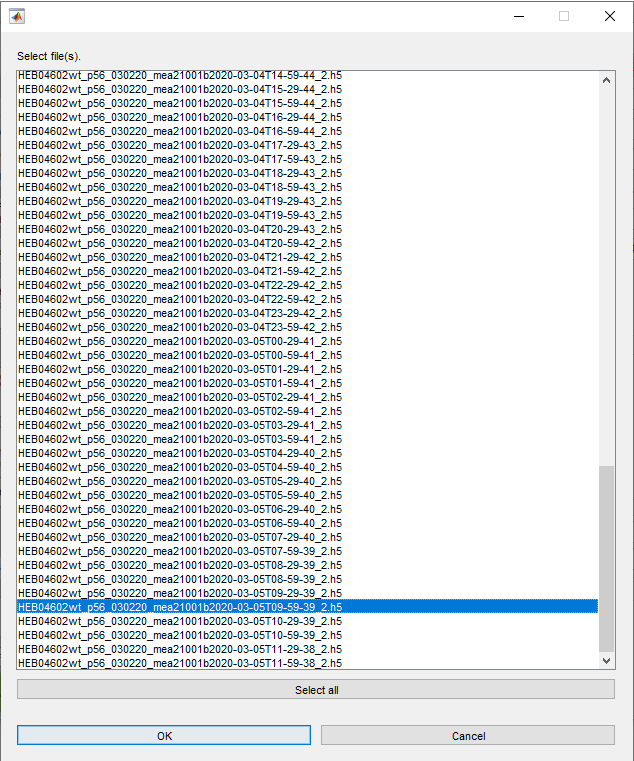 Select file(s).
HEB04602wt_p56_030220_mea21001b2020-03-04T14-59-44_2.h5
HEB04602wt_p56_030220_mea21001b2020-03-04T15-29-44_2.h5
HEB04602wt_p56_030220_mea21001b2020-03-04T15-59-44_2.h5
HEB04602wt_p56_030220_mea21001b2020-03-04T16-29-44_2.h5
HEB04602wt_p56_030220_mea21001b2020-03-04T16-59-44_2.h5
HEB04602wt_p56_030220_mea21001b2020-03-04T17-29-43_2.h5
HEB04602wt_p56_030220_mea21001b2020-03-04T17-59-43_2.h5
HEB04602wt_p56_030220_mea21001b2020-03-04T18-29-43_2.h5
HEB04602wt_p56_030220_mea21001b2020-03-04T18-59-43_2.h5
HEB04602wt_p56_030220_mea21001b2020-03-04T19-29-43_2.h5
HEB04602wt_p56_030220_mea21001b2020-03-04T19-59-43_2.h5
HEB04602wt_p56_030220_mea21001b2020-03-04T20-29-43_2.h5
HEB04602wt_p56_030220_mea21001b2020-03-04T20-59-42_2.h5
HEB04602wt_p56_030220_mea21001b2020-03-04T21-29-42_2.h5
HEB04602wt_p56_030220_mea21001b2020-03-04T21-59-42_2.h5
HEB04602wt_p56_030220_mea21001b2020-03-04T22-29-42_2.h5
HEB04602wt_p56_030220_mea21001b2020-03-04T22-59-42_2.h5
HEB04602wt_p56_030220_mea21001b2020-03-04T23-29-42_2.h5
HEB04602wt_p56_030220_mea21001b2020-03-04T23-59-42_2.h5
HEB04602wt_p56_030220_mea21001b2020-03-05T00-29-41_2.h5
HEB04602wt_p56_030220_mea21001b2020-03-05T00-59-41_2.h5
HEB04602wt_p56_030220_mea21001b2020-03-05T01-29-41_2.h5
HEB04602wt_p56_030220_mea21001b2020-03-05T01-59-41_2.h5
HEB04602wt_p56_030220_mea21001b2020-03-05T02-29-41_2.h5
HEB04602wt_p56_030220_mea21001b2020-03-05T02-59-41_2.h5
HEB04602wt_p56_030220_mea21001b2020-03-05T03-29-41_2.h5
HEB04602wt_p56_030220_mea21001b2020-03-05T03-59-41_2.h5
HEB04602wt_p56_030220_mea21001b2020-03-05T04-29-40_2.h5
HEB04602wt_p56_030220_mea21001b2020-03-05T04-59-40_2.h5
HEB04602wt_p56_030220_mea21001b2020-03-05T05-29-40_2.h5
HEB04602wt_p56_030220_mea21001b2020-03-05T05-59-40_2.h5
HEB04602wt_p56_030220_mea21001b2020-03-05T06-29-40_2.h5
HEB04602wt_p56_030220_mea21001b2020-03-05T06-59-40_2.h5
HEB04602wt_p56_030220_mea21001b2020-03-05T07-29-40_2.h5
HEB04602wt_p56_030220_mea21001b2020-03-05T07-59-39_2.h5
HEB04602wt_p56_030220_mea21001b2020-03-05T08-29-39_2.h5
HEB04602wt_p56_030220_mea21001b2020-03-05T08-59-39_2.h5
HEB04602wt_p56_030220_mea21001b2020-03-05T09-29-39_2.h5
HEB04602wt_p56_030220_mea21001b2020-03-05T09-59-39_2.h5
HEB04602wt_p56_030220_mea21001b2020-03-05T10-29-39_2.h5
HEB04602wt_p56_030220_mea21001b2020-03-05T10-59-39_2.h5
HEB04602wt_p56_030220_mea21001b2020-03-05T11-29-38_2.h5
HEB04602wt_p56_030220_mea21001b2020-03-05T11-59-38_2.h5
Select all
OK
Cancel